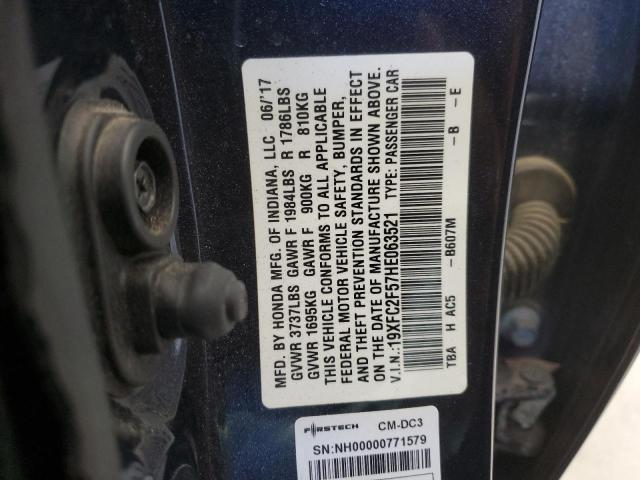 MFD. BY HONDA MFG. OF INDIANA, LLC 06/'17
GVWR 3737LBS GAWR F 1984LBS R 1786LBS
GVWR 1695KG GAWR F 900KG R 810KG
THIS VEHICLE CONFORMS TO ALL APPLICABLE
FEDERAL MOTOR VEHICLE SAFETY, BUMPER,
AND THEFT PREVENTION STANDARDS IN EFFECT
ON THE DATE OF MANUFACTURE SHOWN ABOVE.
V.I.N.:19XFC2F57HE063521 TYPE: PASSENGER CAR
TBA H AC5 -B607M -B -E
FIRSTECH CM-DC3
SN:NH00000771579